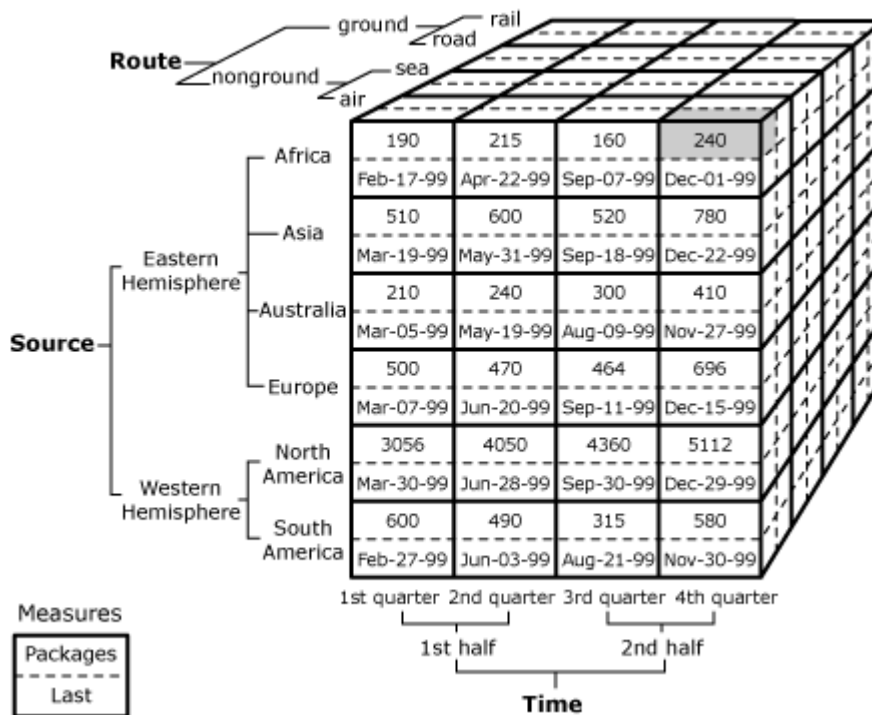 ground
rail
road
Route
nonground
sea
air
190 215 160 240
Africa
Feb-17-99 Apr-22-99 Sep-07-99 Dec-01-99
510 600 520 780
Asia
Mar-19-99 May-31-99 Sep-18-99 Dec-22-99
Eastern
Hemisphere
210 240 300 410
Australia
Mar-05-99 May-19-99 Aug-09-99 Nov-27-99
Source
500 470 464 696
Europe
Mar-07-99 Jun-20-99 Sep-11-99 Dec-15-99
3056 4050 4360 5112
North
America
Mar-30-99 Jun-28-99 Sep-30-99 Dec-29-99
Western
Hemisphere
600 490 315 580
South
America
Feb-27-99 Jun-03-99 Aug-21-99 Nov-30-99
1st quarter 2nd quarter 3rd quarter 4th quarter
1st half 2nd half
Time
Measures
Packages
Last